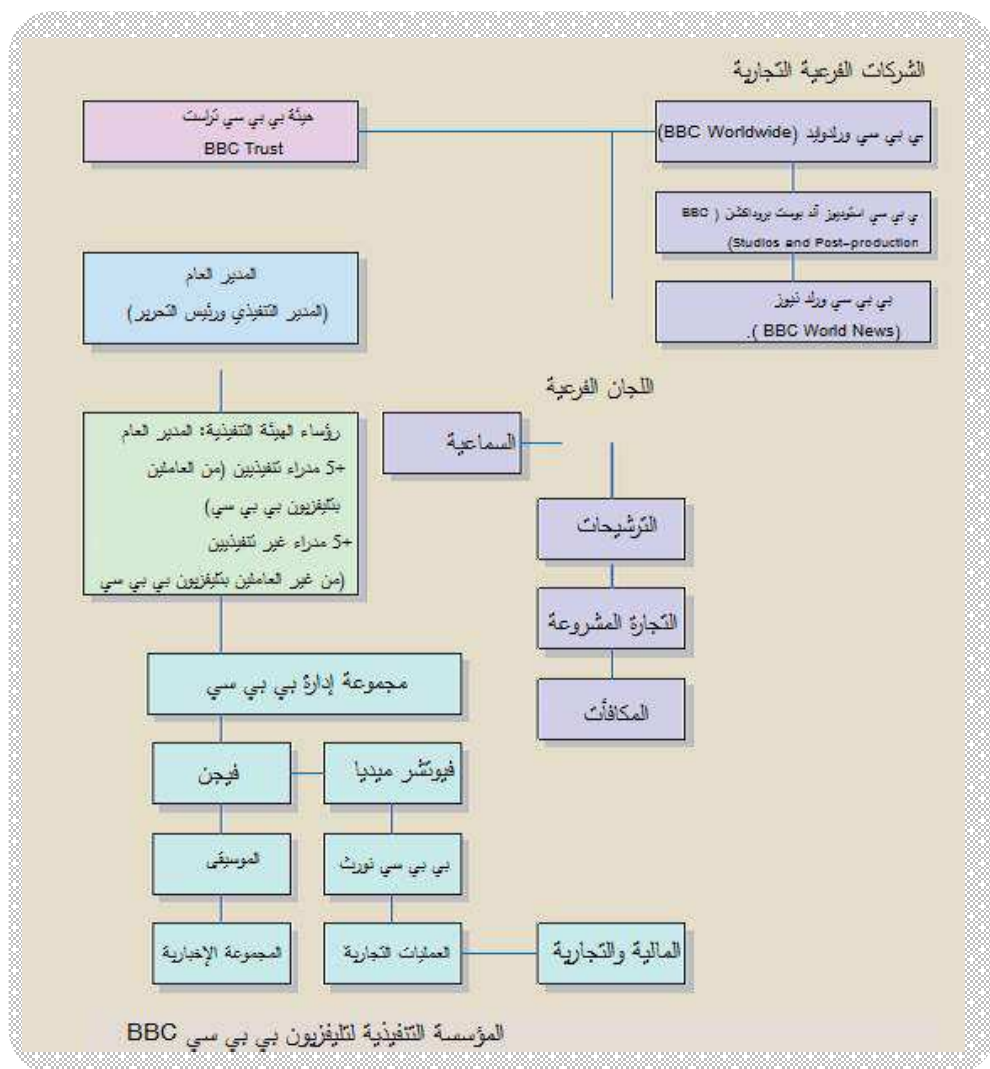 الشركات الفرعية التجارية
هيئة بي بي سي تراست
BBC Trust
بي بي سي ورلدوايد (BBC Worldwide)
بي بي سي استوديوز آند بوست بروداكشن ( BBC
Studios and Post-production)
بي بي سي ورلد نيوز
(BBC World News ).
المدير العام
(المدير التنفيذي ورئيس التحرير)
اللجان الفرعية
رؤساء الهيئة التنفيذية: المدير العام
+5 مدراء تنفيذيين (من العاملين
بتليفزيون بي بي سي)
+5 مدراء غير تنفيذيين
(من غير العاملين بتليفزيون بي بي سي
السماعية
الترشيحات
التجارة المشروعة
المكافأت
مجموعة إدارة بي بي سي
فيجن
فيوتشر ميديا
الموسيقى
بي بي سي نورث
المجموعة الإخبارية
العمليات التجارية
المالية والتجارية
المؤسسة التنفيذية لتليفزيون بي بي سي BBC